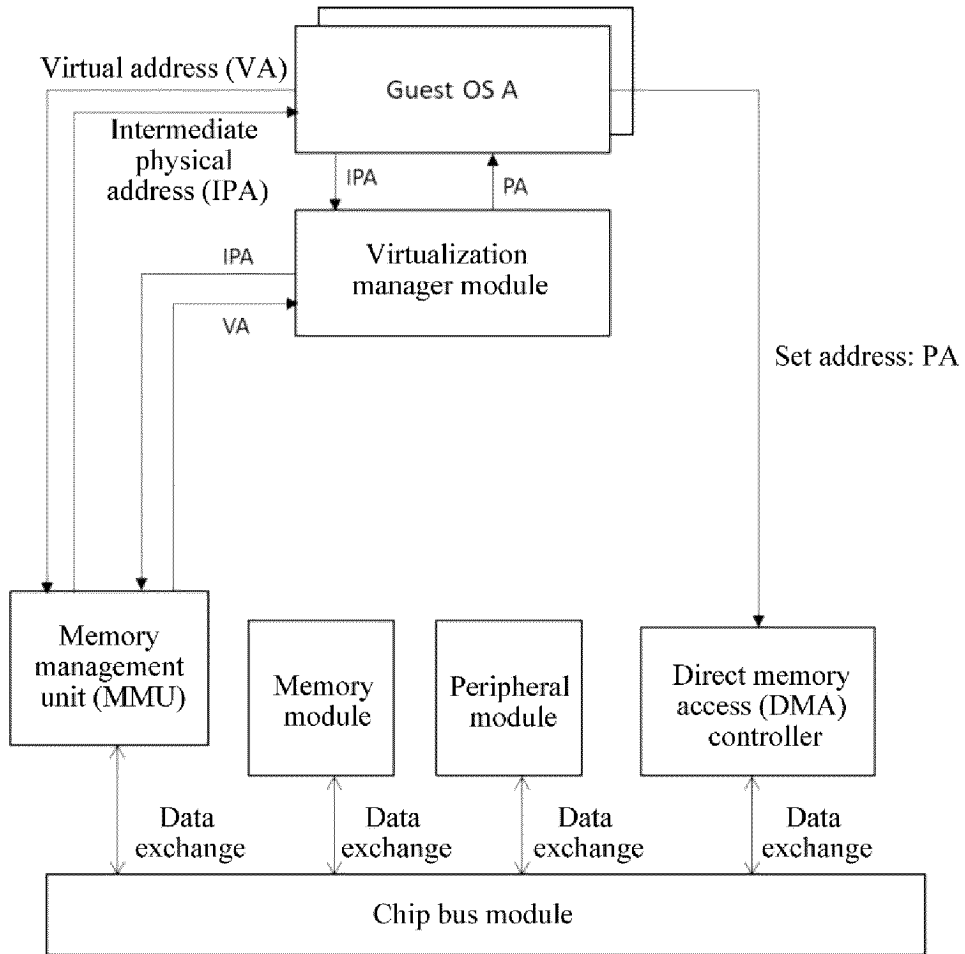 Virtual address (VA)
Guest OS A
Intermediate
physical
address (IPA)
IPA
PA
IPA
Virtualization
manager module
VA
Set address: PA
Memory
management
unit (MMU)
Memory
module
Peripheral
module
Direct memory
access (DMA)
controller
Data
exchange
Data
exchange
Data
exchange
Data
exchange
Chip bus module